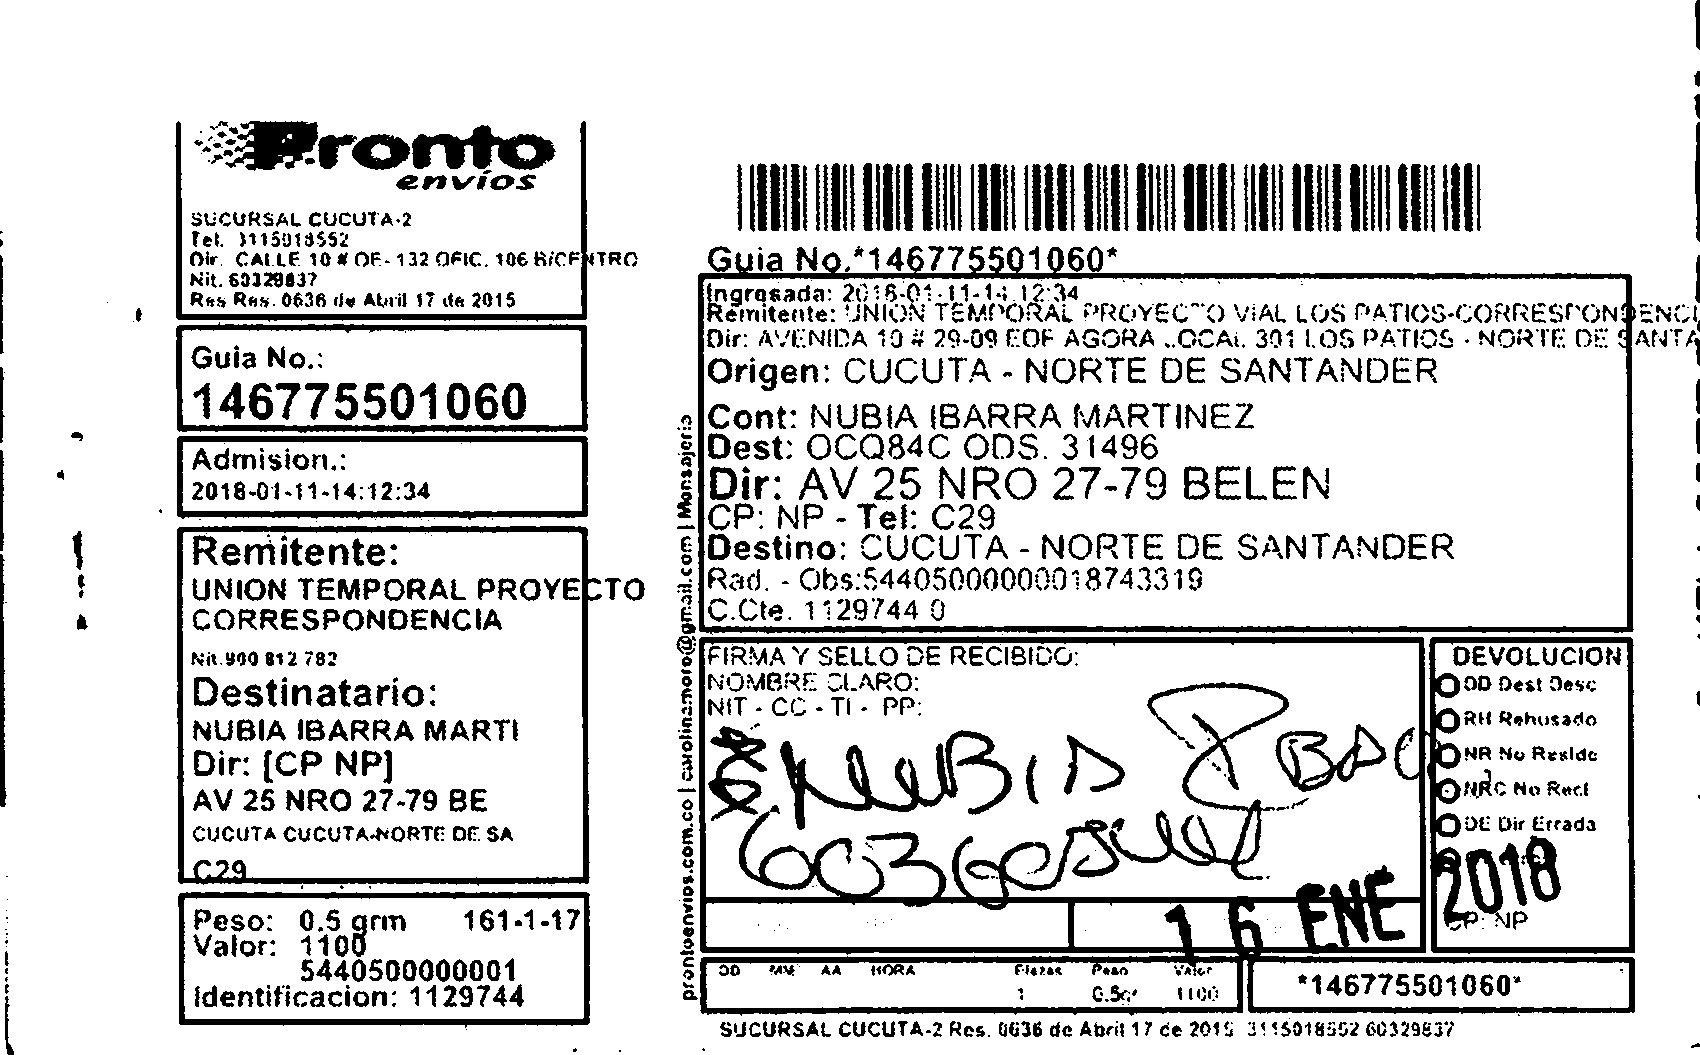 Pronto
envíos
SUCURSAL CUCUTA-2
Tel. 3115018552
Dir. CALLE 10 # OE- 132 OFIC. 106 BICENTRO
Nit. 60329837
Res Res. 0636 de Abril 17 de 2015
Guia No.:
146775501060
Admision.:
2018-01-11-14:12:34
Remitente:
UNION TEMPORAL PROYECTO
CORRESPONDENCIA
Nit.900 812 782
Destinatario:
NUBIA IBARRA MARTI
Dir: [CP NP]
AV 25 NRO 27-79 BE
CUCUTA CUCUTA-NORTE DE SA
C29
Peso: 0.5 grm 161-1-17
Valor: 1100
5440500000001
Identificacion: 1129744
prontoenvios.com.co | carolinamoro@gmail.com | Mensajeria
Guia No.*146775501060*
Ingresada: 2018-01-11-14:12:34
Remitente: UNION TEMPORAL PROYECTO VIAL LOS PATIOS-CORRESPONDENCI
Dir: AVENIDA 10 # 29-09 EDF AGORA LOCAL 301 LOS PATIOS - NORTE DE SANTA
Origen: CUCUTA - NORTE DE SANTANDER
Cont: NUBIA IBARRA MARTINEZ
Dest: OCQ84C ODS. 31496
Dir: AV 25 NRO 27-79 BELEN
CP: NP - Tel: C29
Destino: CUCUTA - NORTE DE SANTANDER
Rad. - Obs:54405000000018743319
C.Cte. 1129744 0
FIRMA Y SELLO DE RECIBIDO:
NOMBRE CLARO:
NIT - CC - TI - PP:
NUBIA
DEVOLUCION
DD Dest Desc
RH Rehusado
NR No Reside
NRC No Recl
DE Dir Errada
16 ENE 2018
CP: NP
DD MM AA HORA Piezas Peso Valor
1 0.5gr 1100
*146775501060*
SUCURSAL CUCUTA-2 Res. 0636 de Abril 17 de 2015 3115018552 60329837